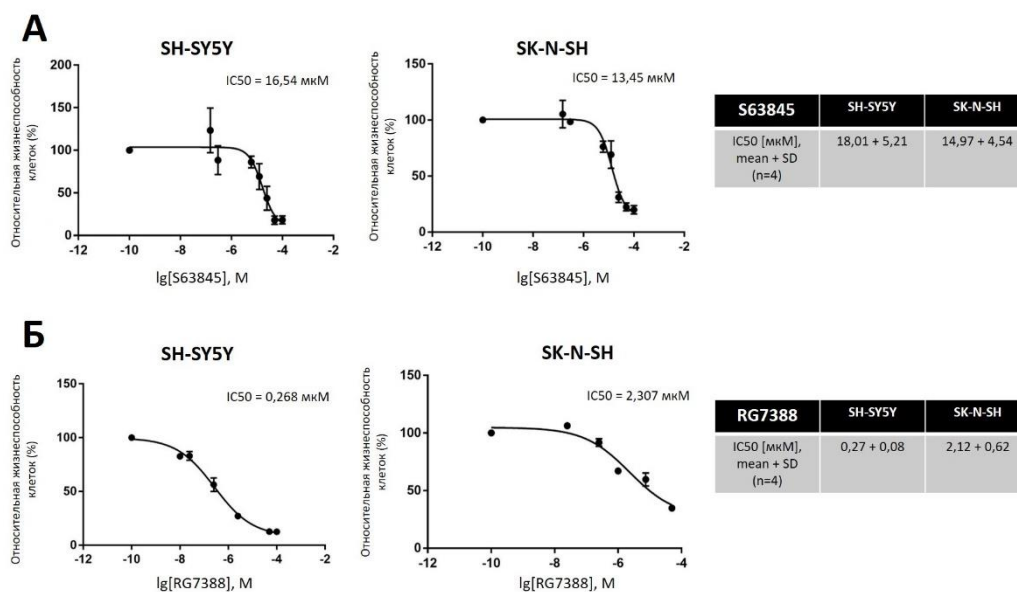 А
SH-SY5Y
Относительная жизнеспособность
клеток (%)
200
150
100
50
0
-12 -10 -8 -6 -4 -2
IC50 = 16,54 мкМ
lg[S63845], M
SK-N-SH
Относительная жизнеспособность
клеток (%)
150
100
50
0
-12 -10 -8 -6 -4 -2
IC50 = 13,45 мкМ
lg[S63845], M
S63845 SH-SY5Y SK-N-SH
IC50 [мкМ], 18,01 + 5,21 14,97 + 4,54
mean + SD
(n=4)
Б
SH-SY5Y
Относительная жизнеспособность
клеток (%)
150
100
50
0
-12 -10 -8 -6 -4 -2
IC50 = 0,268 мкМ
lg[RG7388], M
SK-N-SH
Относительная жизнеспособность
клеток (%)
150
100
50
0
-12 -10 -8 -6 -4
IC50 = 2,307 мкМ
lg[RG7388], M
RG7388 SH-SY5Y SK-N-SH
IC50 [мкМ], 0,27 + 0,08 2,12 + 0,62
mean + SD
(n=4)